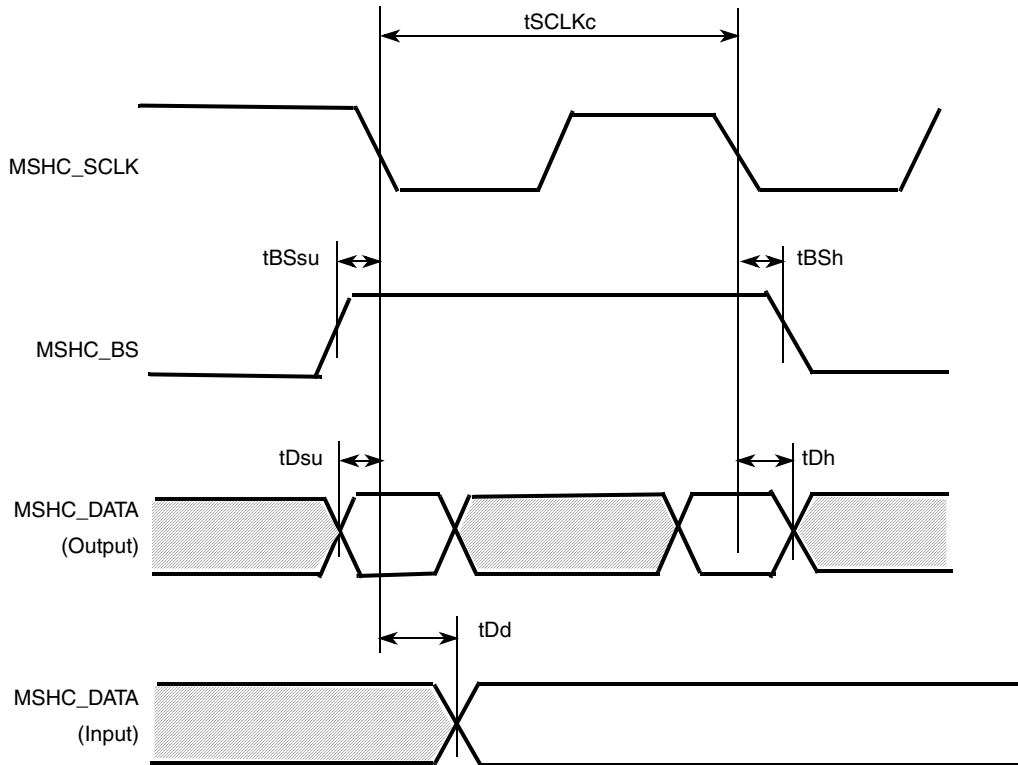 tSCLKc
MSHC_SCLK
tBSsu
tBSh
MSHC_BS
tDsu
tDh
MSHC_DATA
(Output)
tDd
MSHC_DATA
(Input)